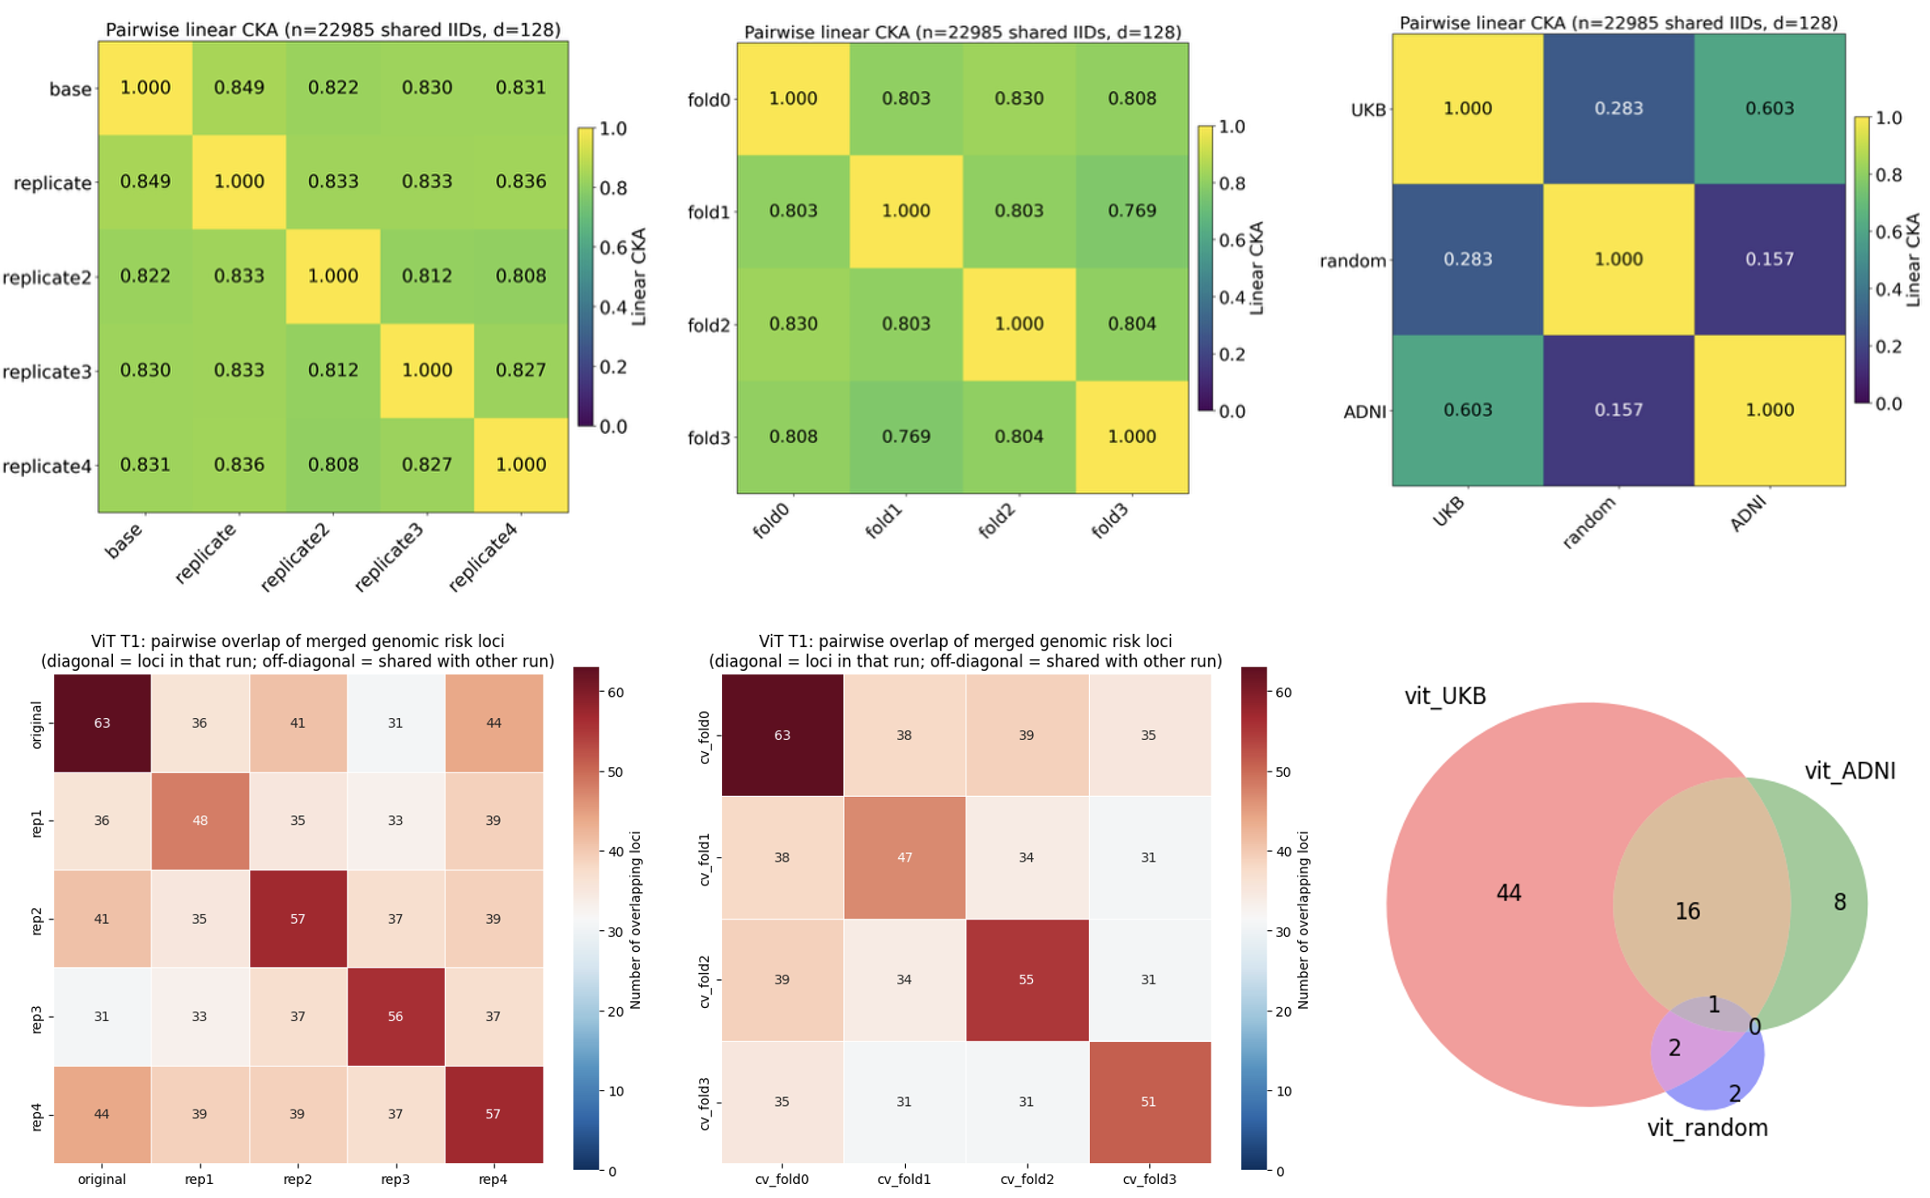 Pairwise linear CKA (n=22985 shared IIDs, d=128)
base 1.000 0.849 0.822 0.830 0.831
replicate 0.849 1.000 0.833 0.833 0.836
replicate2 0.822 0.833 1.000 0.812 0.808
replicate3 0.830 0.833 0.812 1.000 0.827
replicate4 0.831 0.836 0.808 0.827 1.000
base replicate replicate2 replicate3 replicate4
1.0
0.8
0.6
0.4
0.2
0.0
Linear CKA
Pairwise linear CKA (n=22985 shared IIDs, d=128)
fold0 1.000 0.803 0.830 0.808
fold1 0.803 1.000 0.803 0.769
fold2 0.830 0.803 1.000 0.804
fold3 0.808 0.769 0.804 1.000
fold0 fold1 fold2 fold3
1.0
0.8
0.6
0.4
0.2
0.0
Linear CKA
Pairwise linear CKA (n=22985 shared IIDs, d=128)
UKB 1.000 0.283 0.603
random 0.283 1.000 0.157
ADNI 0.603 0.157 1.000
UKB random ADNI
1.0
0.8
0.6
0.4
0.2
0.0
Linear CKA
ViT T1: pairwise overlap of merged genomic risk loci
(diagonal = loci in that run; off-diagonal = shared with other run)
original 63 36 41 31 44
rep1 36 48 35 33 39
rep2 41 35 57 37 39
rep3 31 33 37 56 37
rep4 44 39 39 37 57
original rep1 rep2 rep3 rep4
60
50
40
30
20
10
0
Number of overlapping loci
ViT T1: pairwise overlap of merged genomic risk loci
(diagonal = loci in that run; off-diagonal = shared with other run)
cv_fold0 63 38 39 35
cv_fold1 38 47 34 31
cv_fold2 39 34 55 31
cv_fold3 35 31 31 51
cv_fold0 cv_fold1 cv_fold2 cv_fold3
60
50
40
30
20
10
0
Number of overlapping loci
vit_UKB
vit_ADNI
44
16
8
1
0
2
2
vit_random